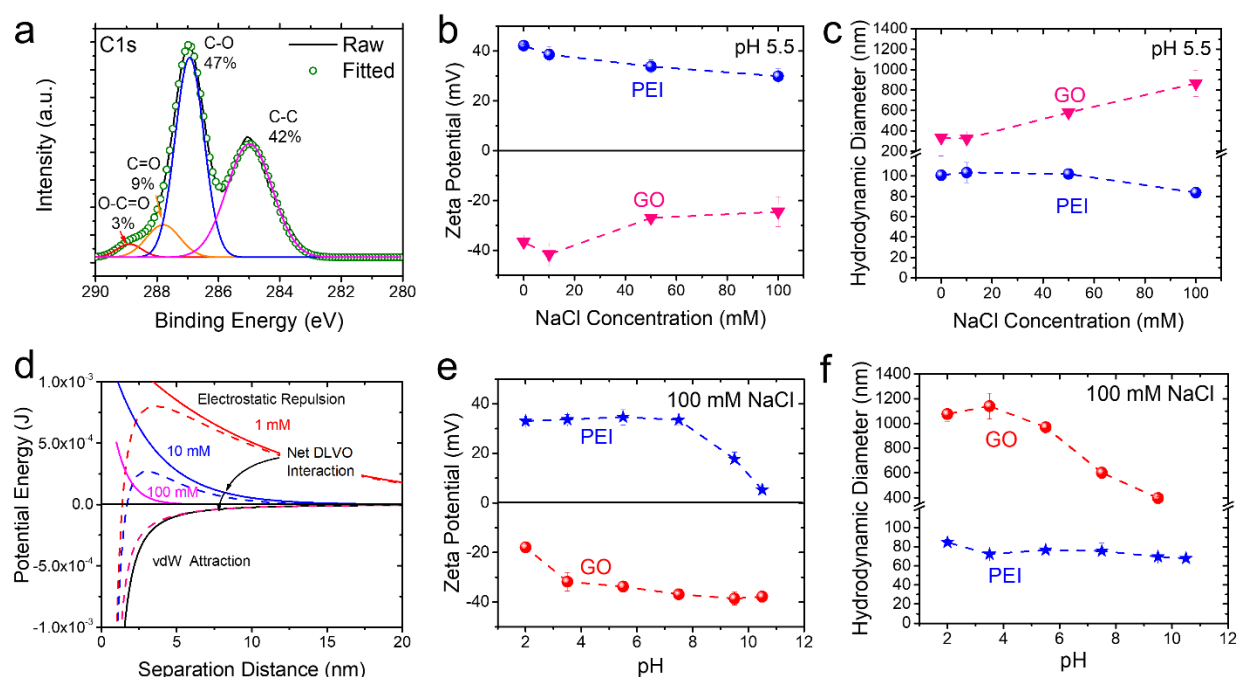 a
C1s
C-O
47%
Raw
Fitted
C-C
42%
C=O
9%
O-C=O
3%
Intensity (a.u.)
290 288 286 284 282 280
Binding Energy (eV)
b
pH 5.5
PEI
GO
40
20
0
-20
-40
Zeta Potential (mV)
0 20 40 60 80 100
NaCl Concentration (mM)
c
pH 5.5
GO
PEI
1400
1200
1000
800
600
400
100
80
60
40
20
0
Hydrodynamic Diameter (nm)
0 20 40 60 80 100
NaCl Concentration (mM)
d
Electrostatic Repulsion
1 mM
10 mM
100 mM
Net DLVO
Interaction
vdW Attraction
1.0x10⁻³
5.0x10⁻⁴
0.0
-5.0x10⁻⁴
-1.0x10⁻³
Potential Energy (J)
0 5 10 15 20
Separation Distance (nm)
e
100 mM NaCl
PEI
GO
40
20
0
-20
-40
Zeta Potential (mV)
2 4 6 8 10 12
pH
f
100 mM NaCl
GO
PEI
1400
1200
1000
800
600
400
100
80
60
40
20
0
Hydrodynamic Diameter (nm)
2 4 6 8 10 12
pH